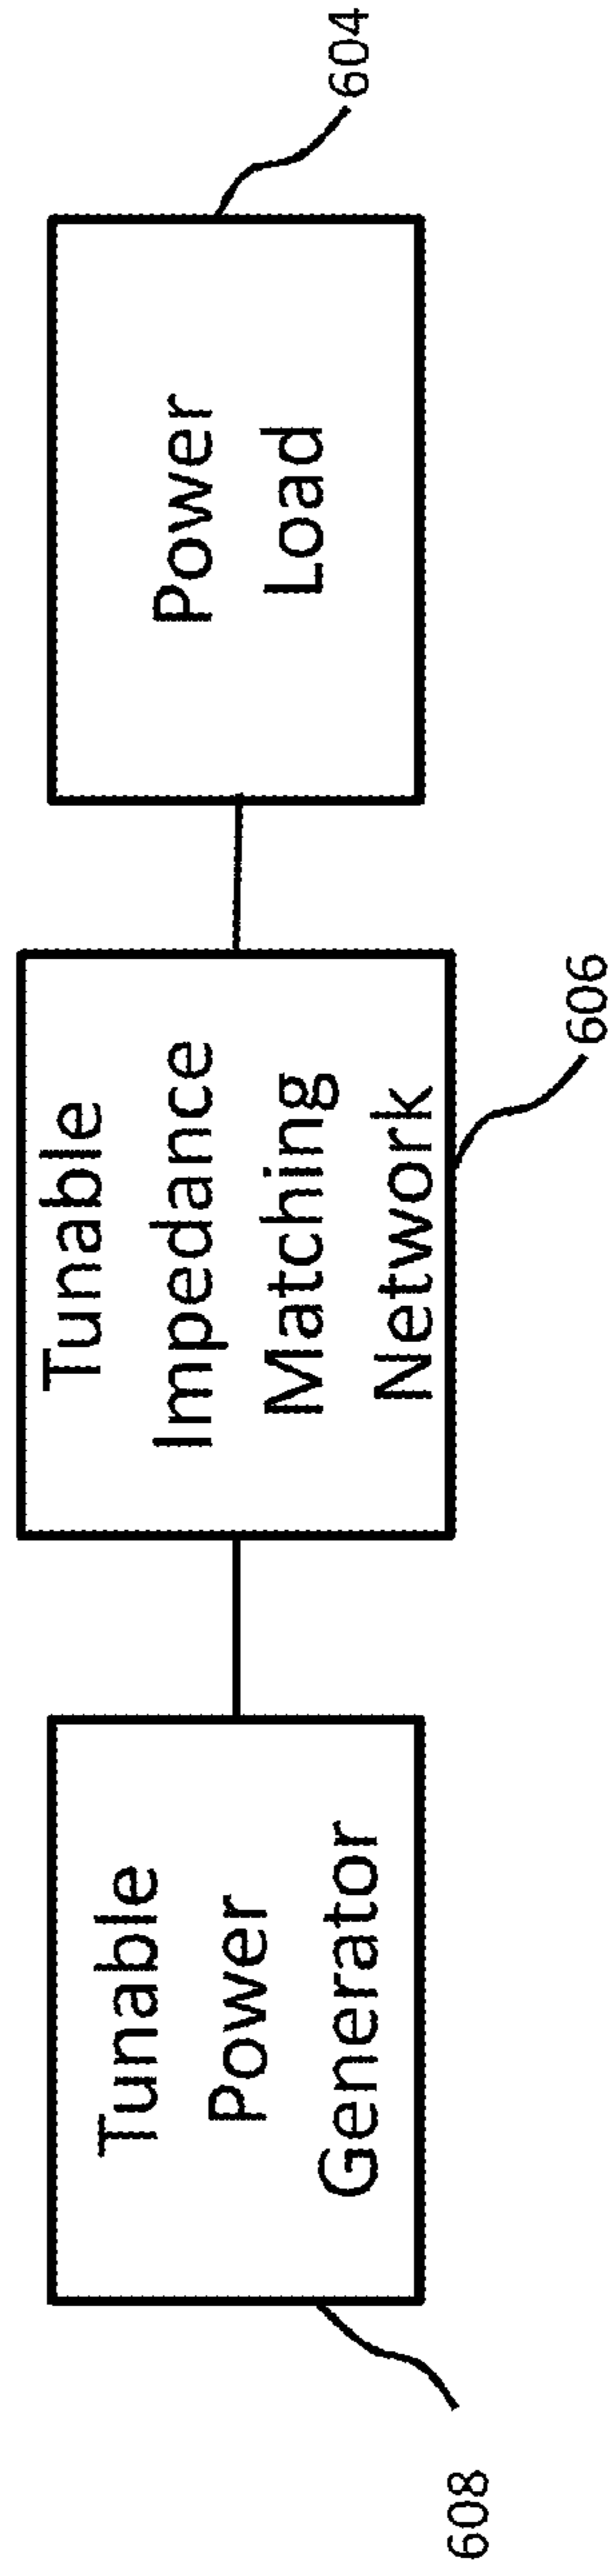 Tunable
Power
Generator
608
Tunable
Impedance
Matching
Network
606
Power
Load
604